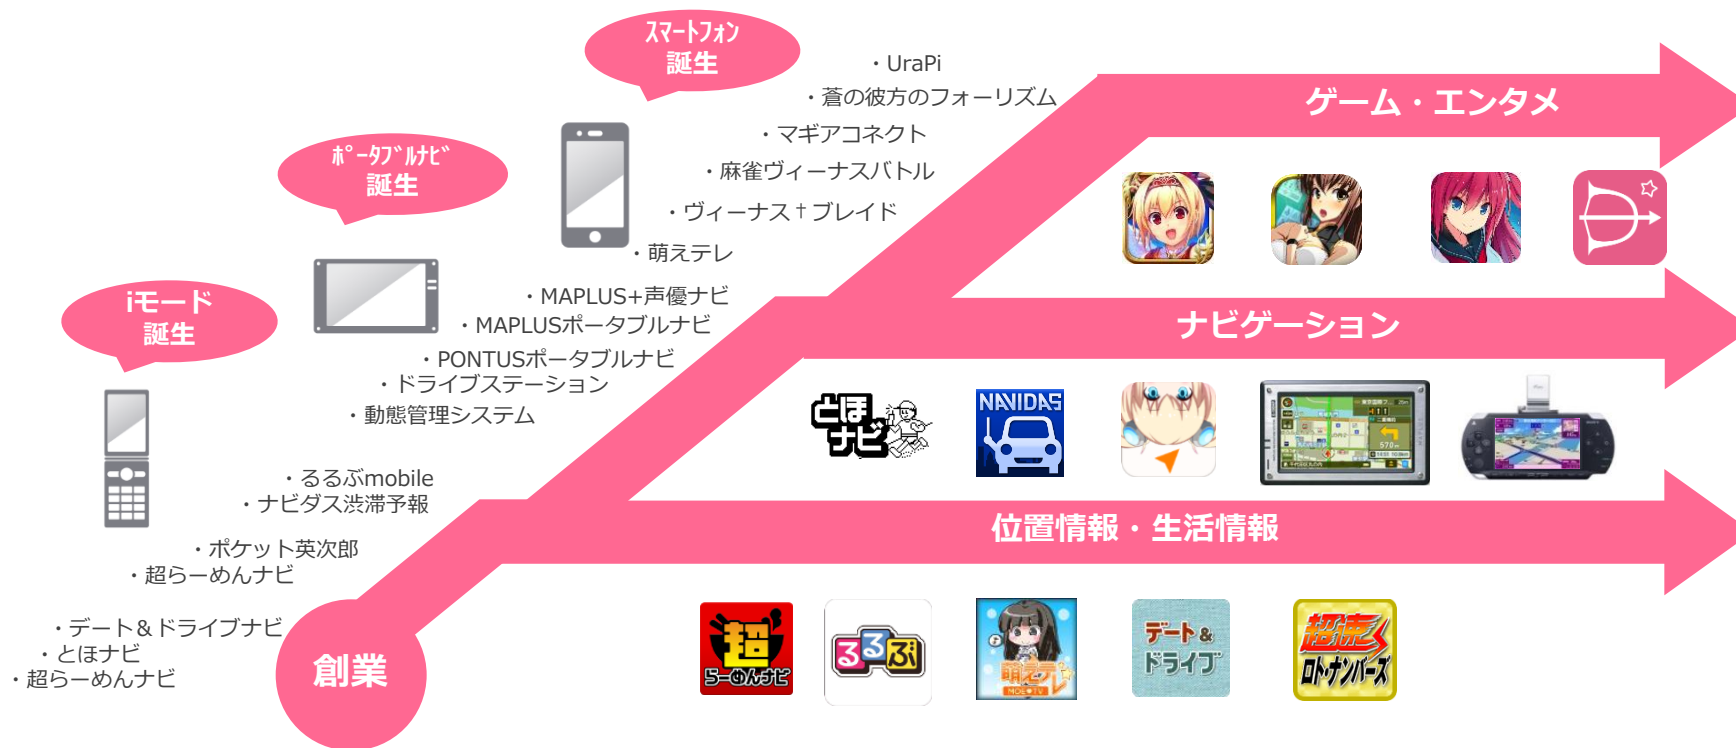 スマートフォン
誕生
・UraPi
・蒼の彼方のフォーリズム
ゲーム・エンタメ
・マギアコネクト
ポータブルナビ
誕生
・麻雀ヴィーナスバトル
・ヴィーナス†ブレイド
・萌えテレ
iモード
誕生
・MAPLUS+声優ナビ
・MAPLUSポータブルナビ
ナビゲーション
・PONTUSポータブルナビ
・ドライブステーション
・動態管理システム
とほ
ナビ
NAVIDAS
570
・るるぶmobile
・ナビダス渋滞予報
位置情報・生活情報
・ポケット英次郎
・超らーめんナビ
・デート&ドライブナビ
・とほナビ
・超らーめんナビ
創業
超
らーめんナビ
るるぶ
萌えテレ
MOE TV
デート&
ドライブ
超速
ロト・ナンバーズ